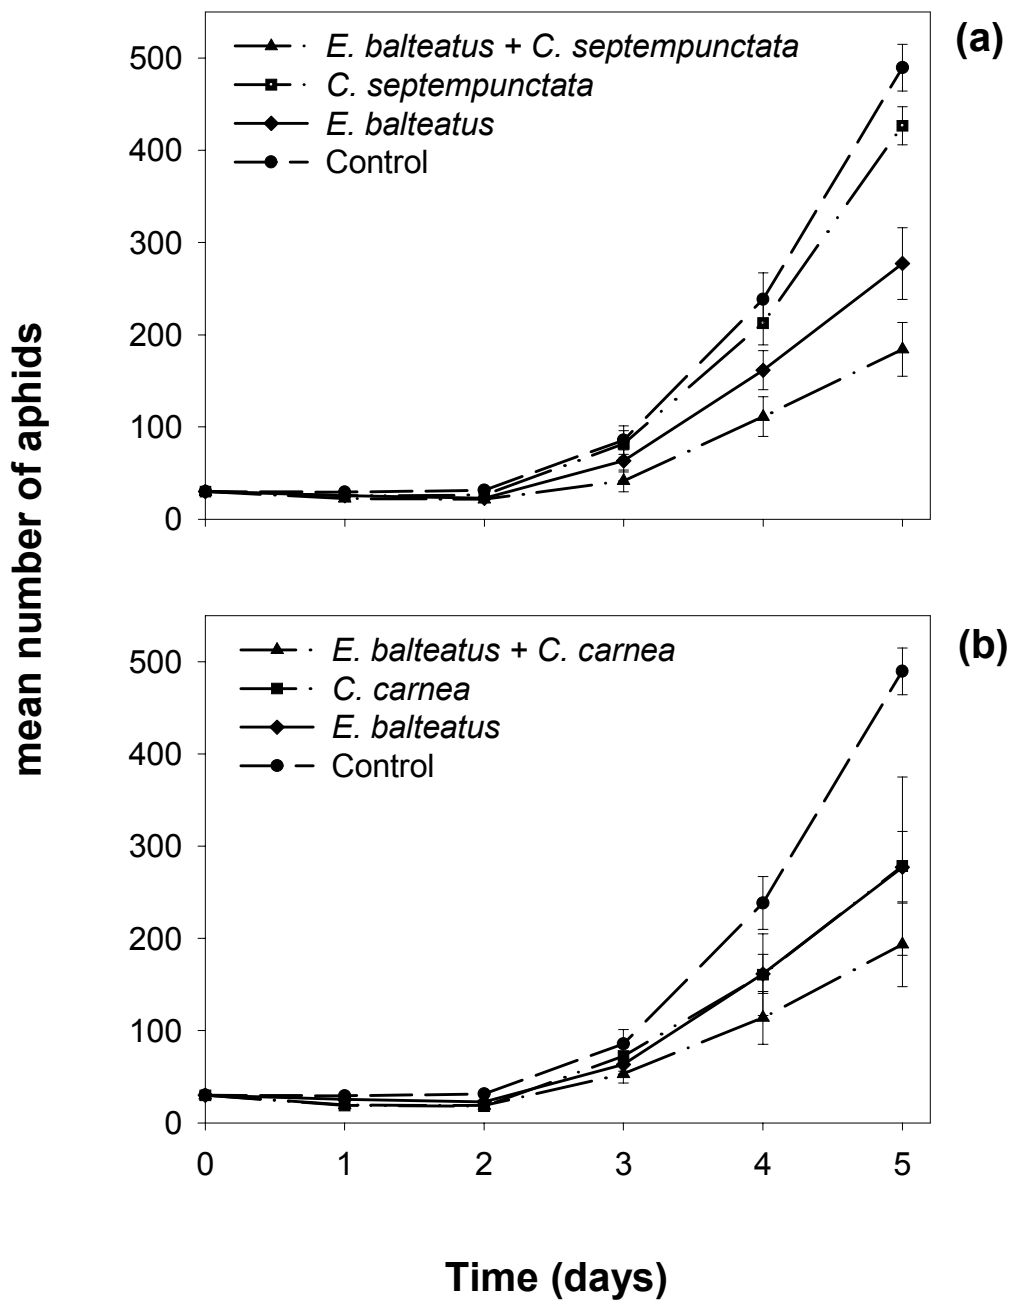 (a)
E. balteatus + C. septempunctata
C. septempunctata
E. balteatus
Control
500
400
300
200
100
0
mean number of aphids
(b)
E. balteatus + C. carnea
C. carnea
E. balteatus
Control
500
400
300
200
100
0
0 1 2 3 4 5
Time (days)